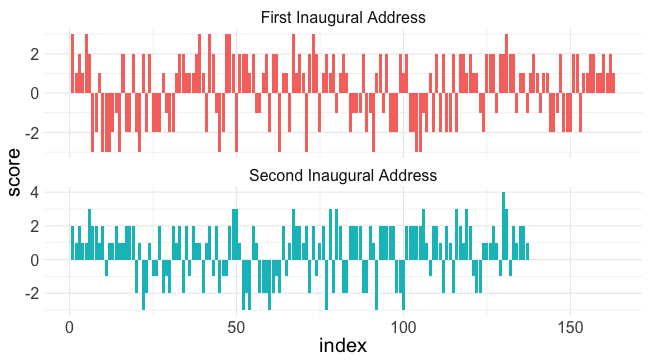 First Inaugural Address
2
0
-2
Second Inaugural Address
4
2
0
-2
score
0 50 100 150
index